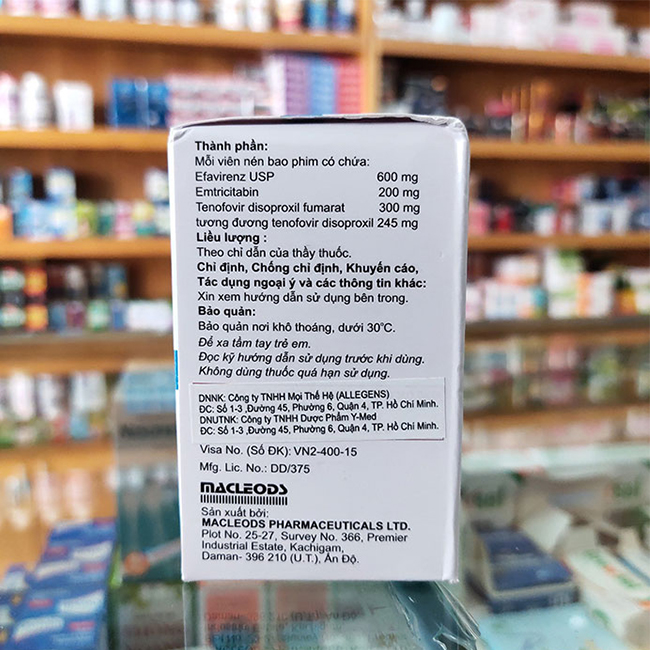 Thành phần:
Mỗi viên nén bao phim có chứa:
Efavirenz USP 600 mg
Emtricitabin 200 mg
Tenofovir disoproxil fumarat 300 mg
tương đương tenofovir disoproxil 245 mg
Liều lượng :
Theo chỉ dẫn của thầy thuốc.
Chỉ định, Chống chỉ định, Khuyến cáo,
Tác dụng ngoại ý và các thông tin khác:
Xin xem hướng dẫn sử dụng bên trong.
Bảo quản:
Bảo quản nơi khô thoáng, dưới 30°C.
Để xa tầm tay trẻ em.
Đọc kỹ hướng dẫn sử dụng trước khi dùng.
Không dùng thuốc quá hạn sử dụng.
DNNK: Công ty TNHH Mọi Thế Hệ (ALLEGENS)
ĐC: Số 1-3 ,Đường 45, Phường 6, Quận 4, TP. Hồ Chí Minh.
DNUTNK: Công ty TNHH Dược Phẩm Y-Med
ĐC: Số 1-3 ,Đường 45, Phường 6, Quận 4, TP. Hồ Chí Minh.
Visa No. (Số ĐK): VN2-400-15
Mfg. Lic. No.: DD/375
MACLEODS
Sản xuất bởi:
MACLEODS PHARMACEUTICALS LTD.
Plot No. 25-27, Survey No. 366, Premier
Industrial Estate, Kachigam,
Daman- 396 210 (U.T.), Ấn Độ.